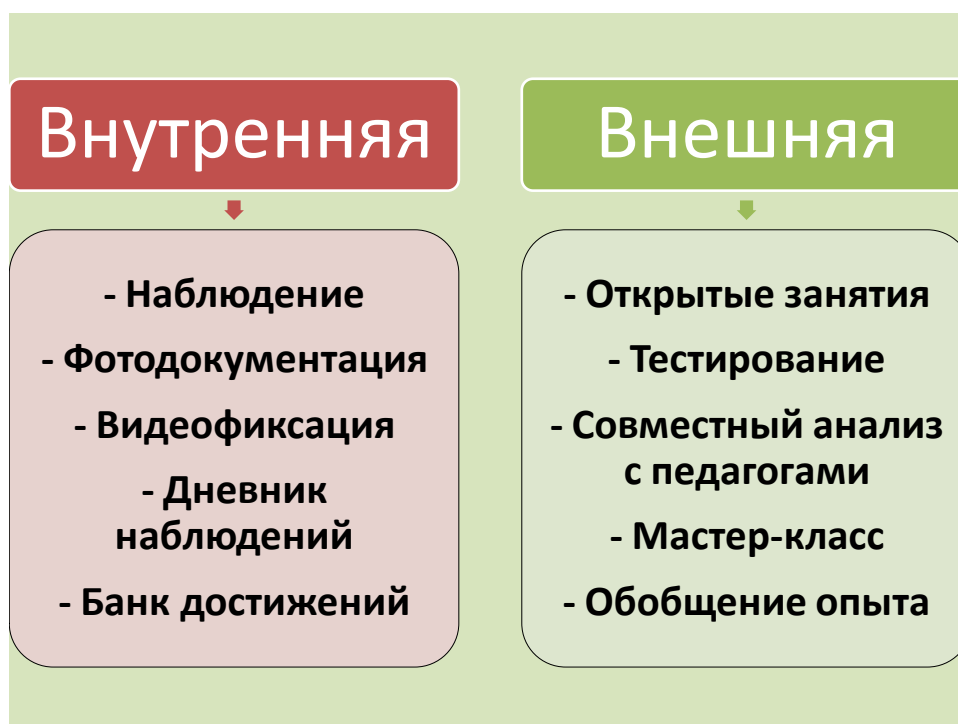 Внутренняя
- Наблюдение
- Фотодокументация
- Видеофиксация
- Дневник
наблюдений
- Банк достижений
Внешняя
- Открытые занятия
- Тестирование
- Совместный анализ
с педагогами
- Мастер-класс
- Обобщение опыта